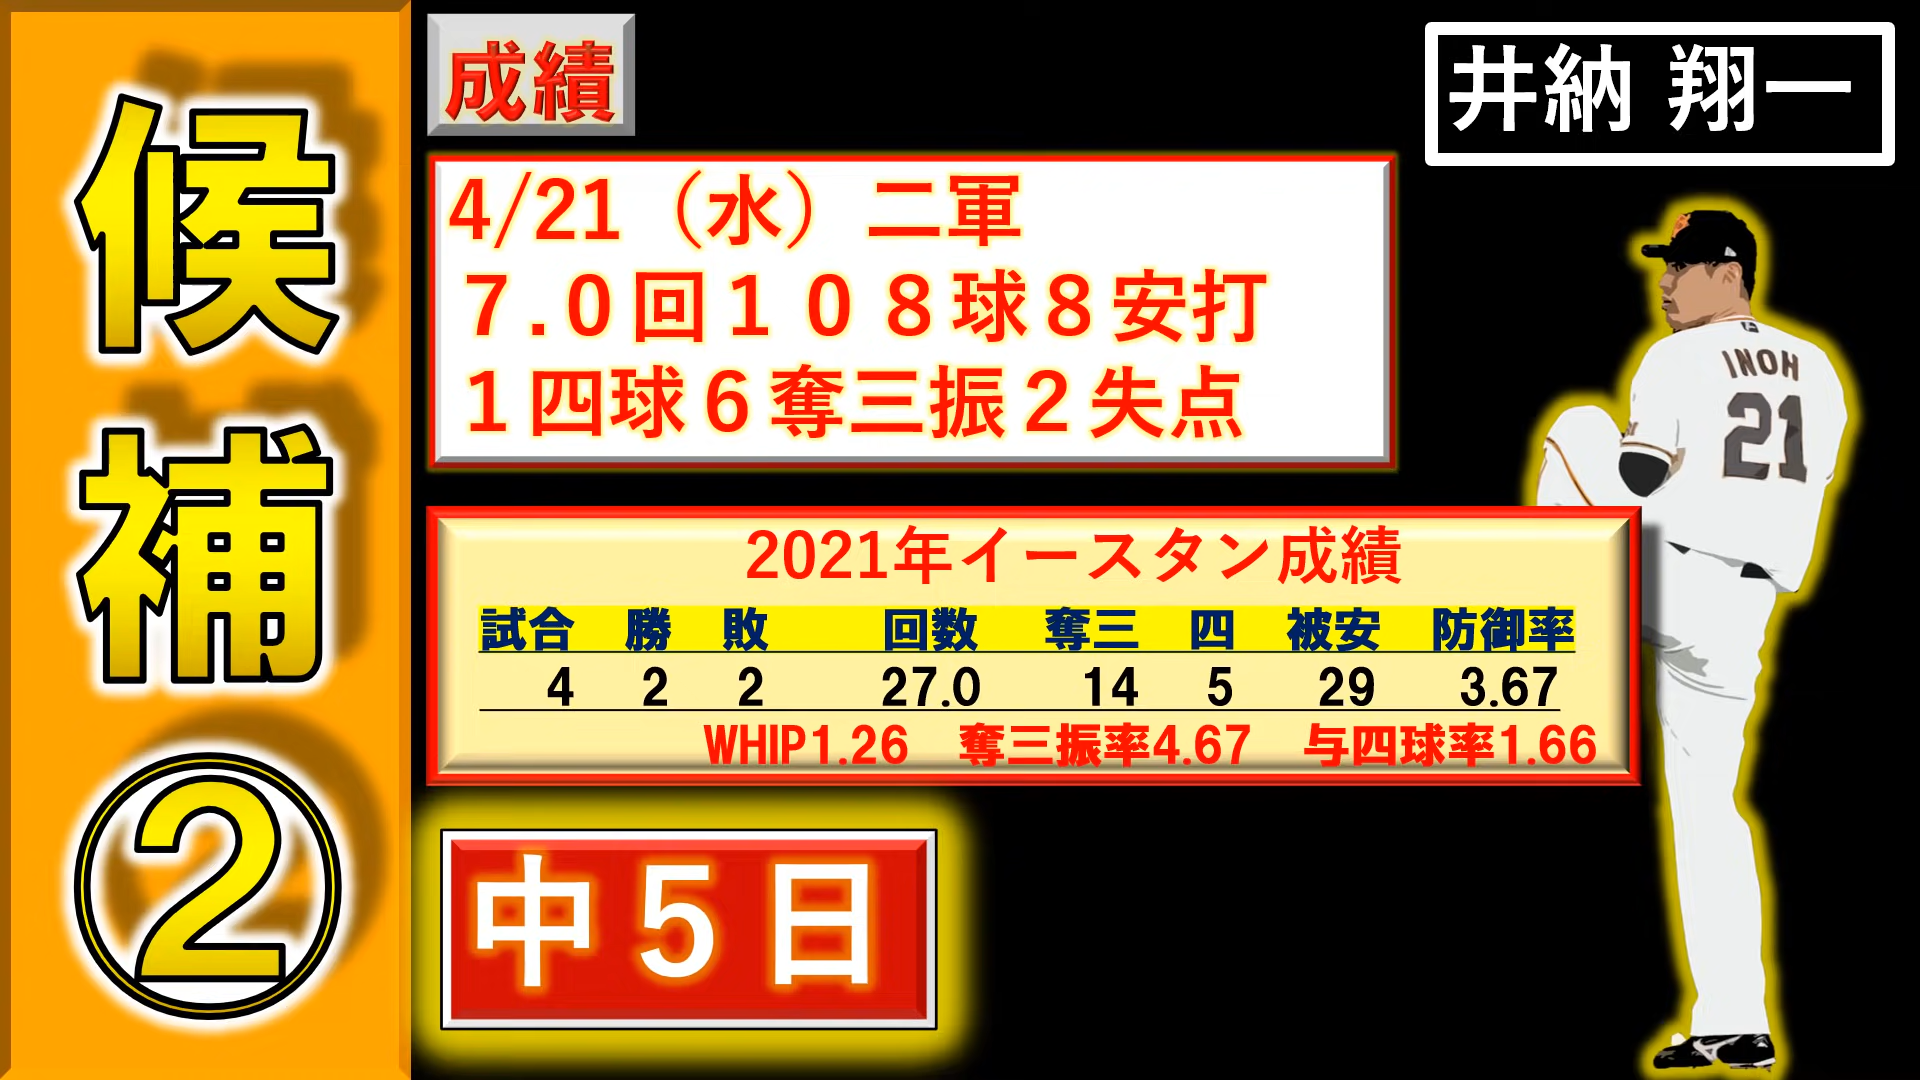 候補②
成績
井納 翔一
4/21（水）二軍
７.０回１０８球８安打
１四球６奪三振２失点
INOH
21
2021年イースタン成績
試合 勝 敗 回数 奪三 四 被安 防御率
4 2 2 27.0 14 5 29 3.67
WHIP1.26 奪三振率4.67 与四球率1.66
中５日